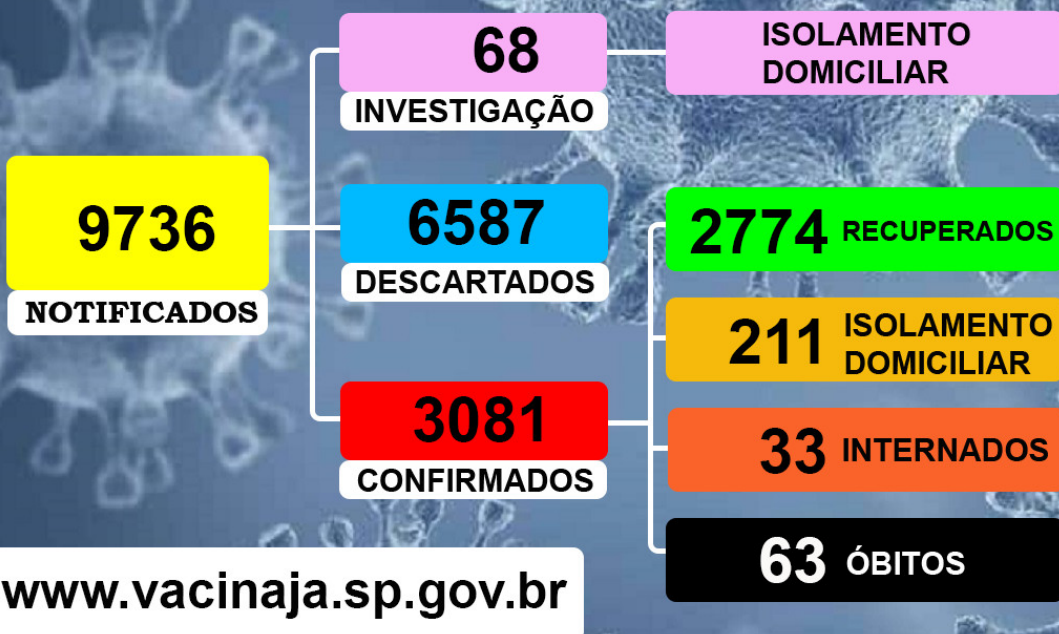 9736
NOTIFICADOS
68
INVESTIGAÇÃO
ISOLAMENTO
DOMICILIAR
6587
DESCARTADOS
3081
CONFIRMADOS
2774 RECUPERADOS
211 ISOLAMENTO
DOMICILIAR
33 INTERNADOS
63 ÓBITOS
www.vacinaja.sp.gov.br